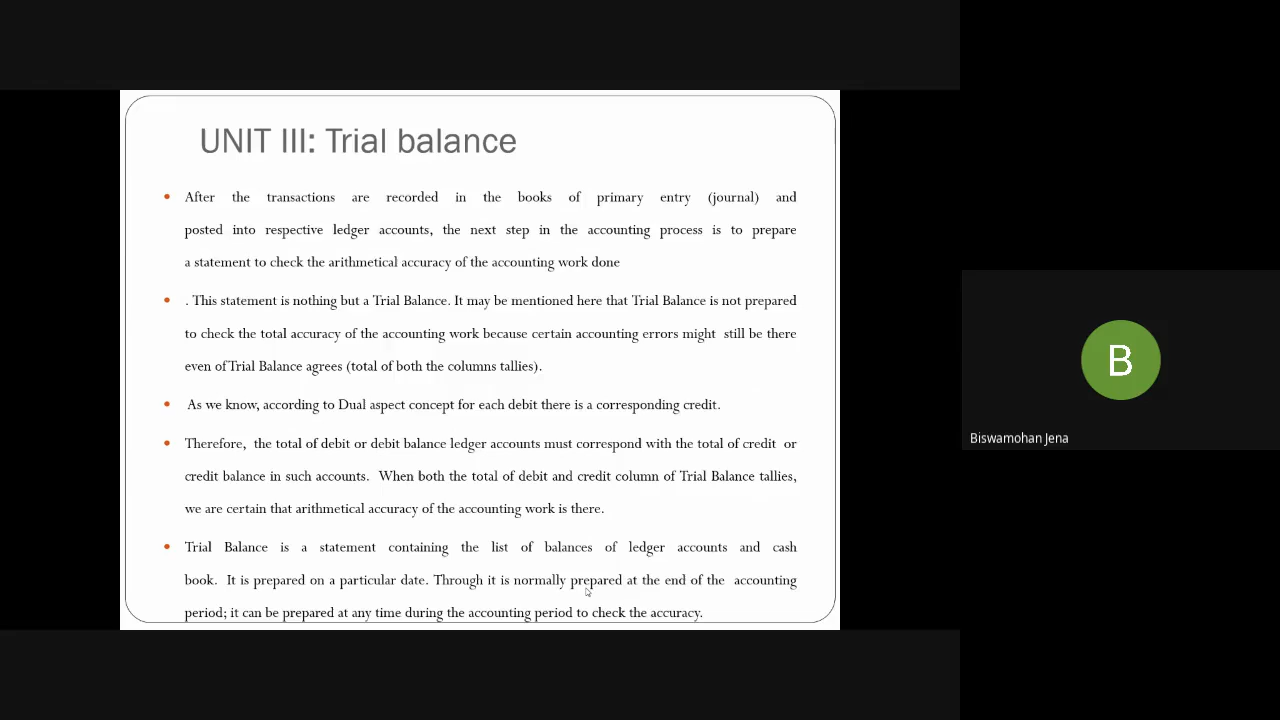 UNIT III: Trial balance
• After the transactions are recorded in the books of primary entry (journal) and
posted into respective ledger accounts, the next step in the accounting process is to prepare
a statement to check the arithmetical accuracy of the accounting work done
• . This statement is nothing but a Trial Balance. It may be mentioned here that Trial Balance is not prepared
to check the total accuracy of the accounting work because certain accounting errors might still be there
even of Trial Balance agrees (total of both the columns tallies).
• As we know, according to Dual aspect concept for each debit there is a corresponding credit.
• Therefore, the total of debit or debit balance ledger accounts must correspond with the total of credit or
credit balance in such accounts. When both the total of debit and credit column of Trial Balance tallies,
we are certain that arithmetical accuracy of the accounting work is there.
• Trial Balance is a statement containing the list of balances of ledger accounts and cash
book. It is prepared on a particular date. Through it is normally prepared at the end of the accounting
period; it can be prepared at any time during the accounting period to check the accuracy.
B
Biswamohan Jena